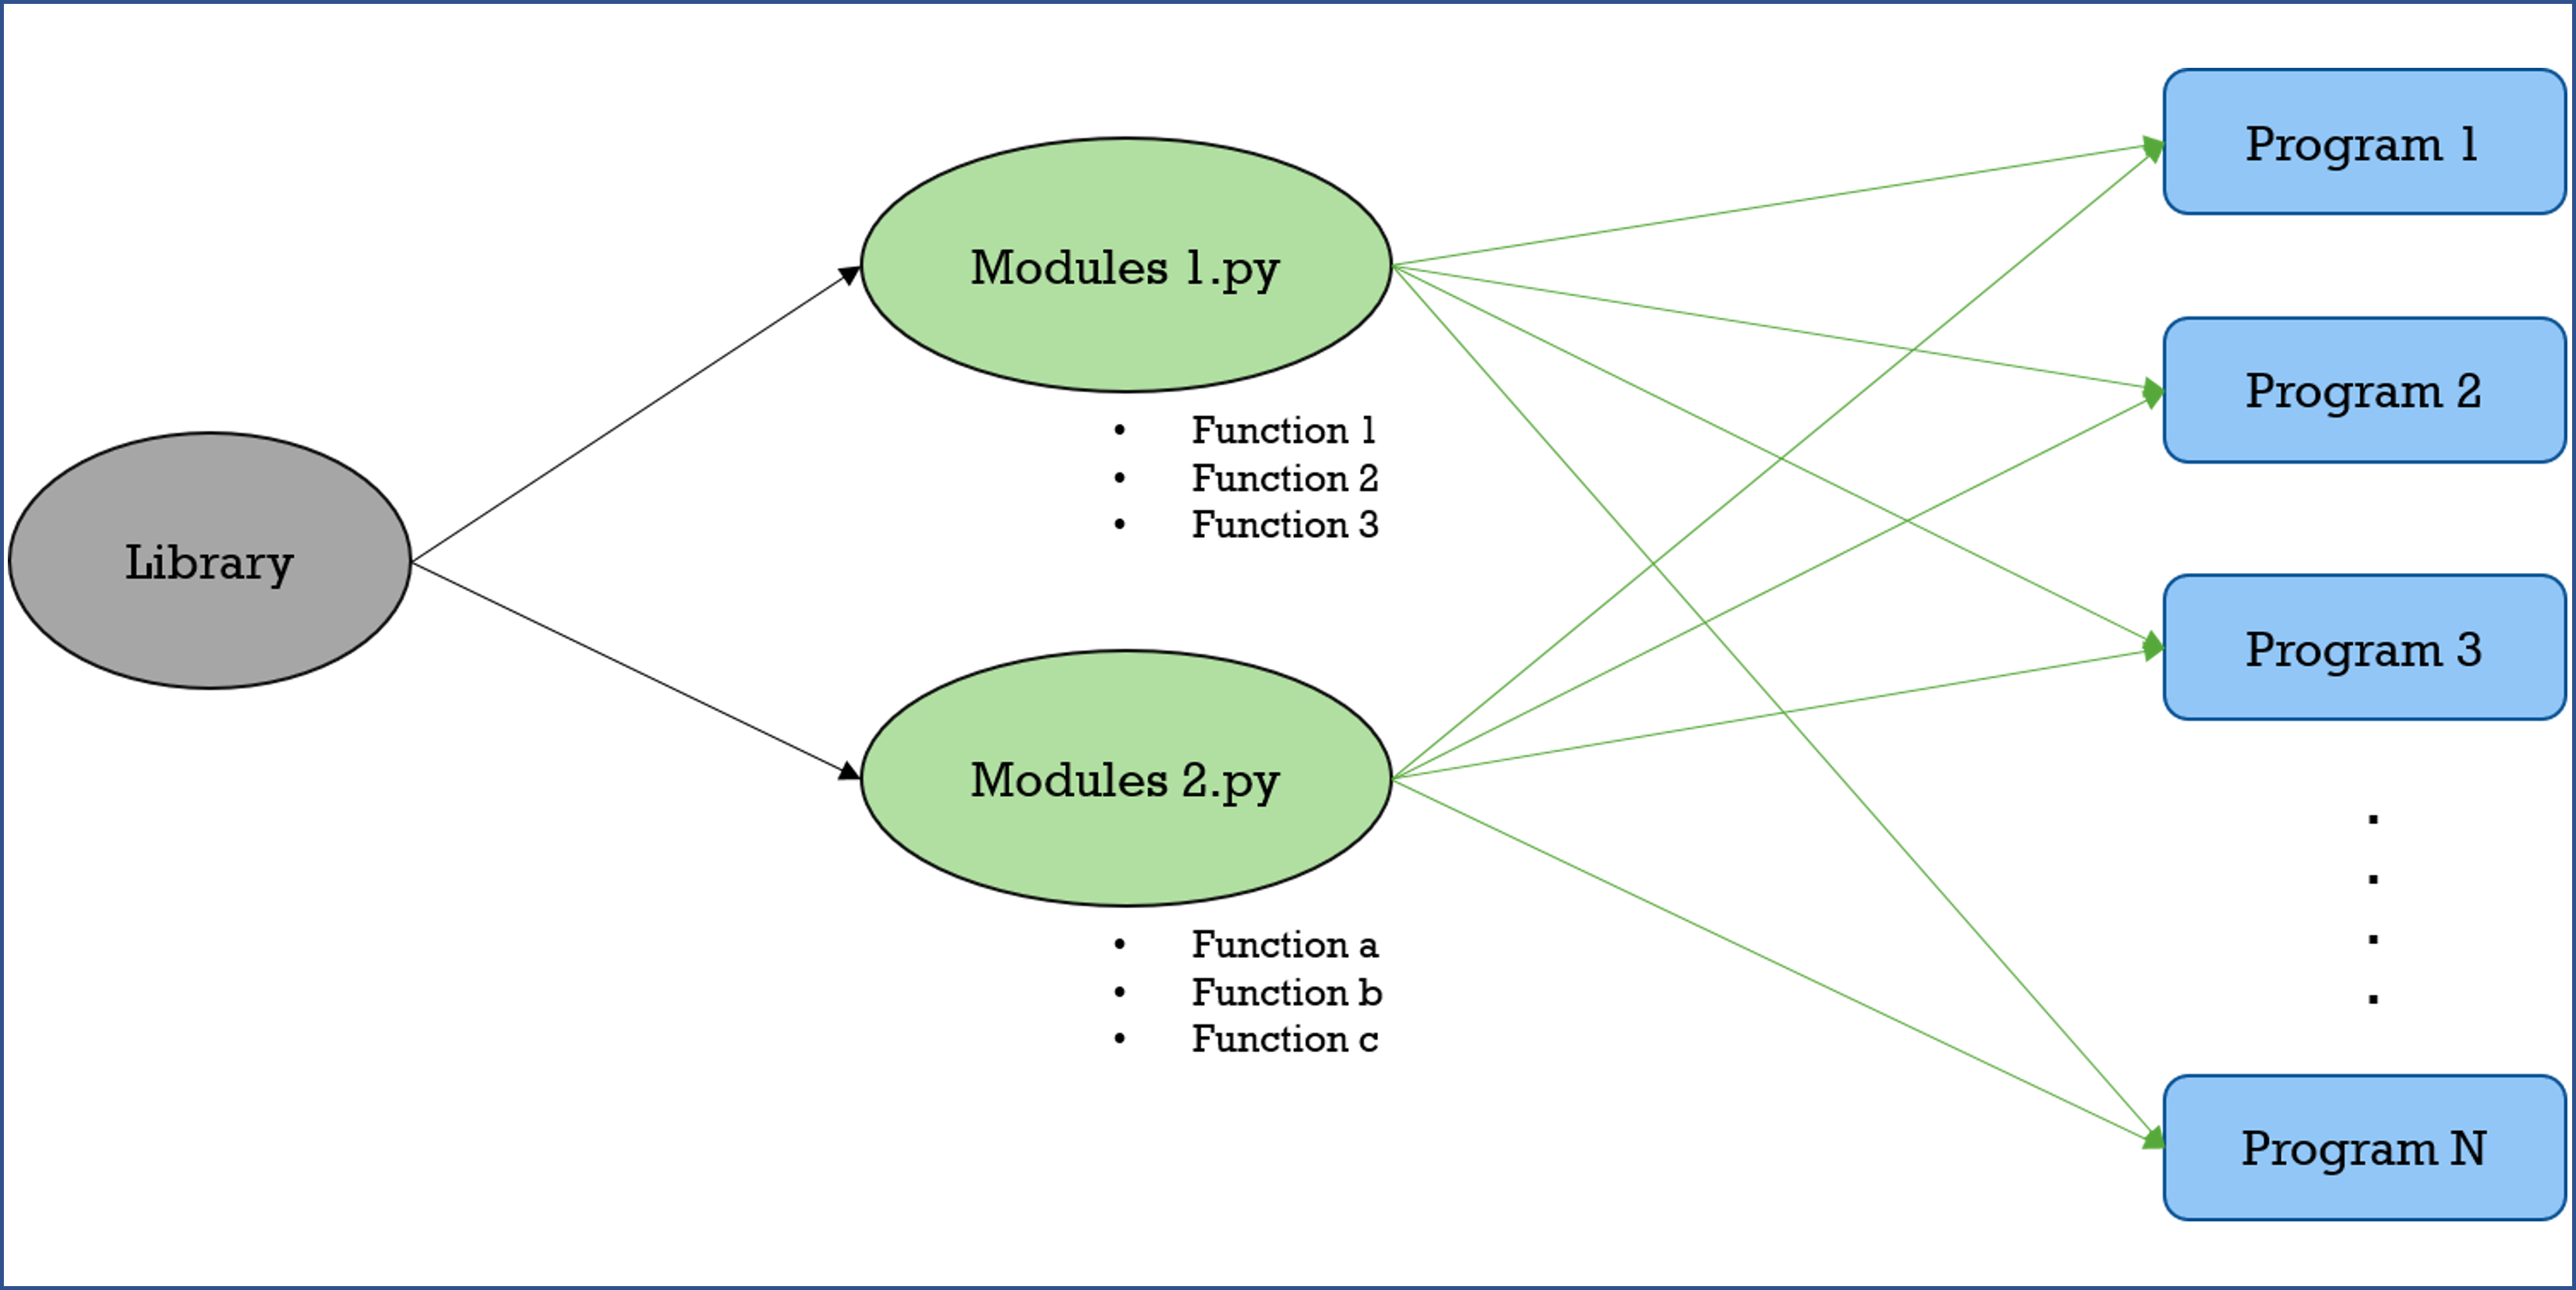 Library
Modules 1.py
• Function 1
• Function 2
• Function 3
Modules 2.py
• Function a
• Function b
• Function c
Program 1
Program 2
Program 3
.
.
.
.
Program N